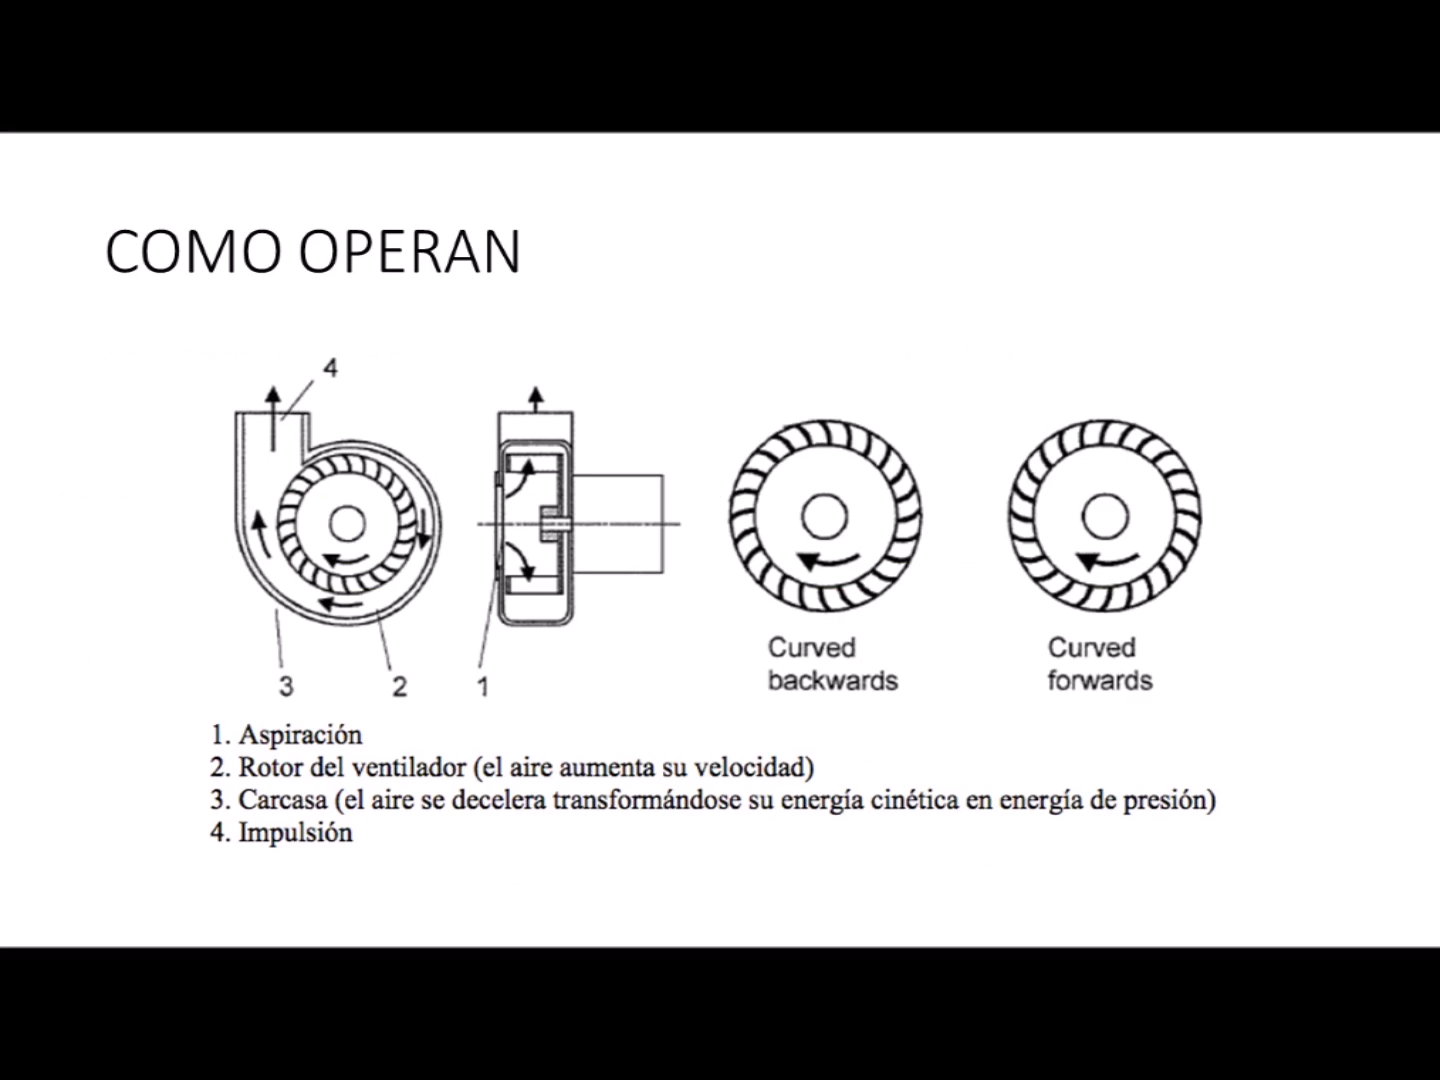 COMO OPERAN
4
3
2
1
Curved
backwards
Curved
forwards
1. Aspiración
2. Rotor del ventilador (el aire aumenta su velocidad)
3. Carcasa (el aire se decelera transformándose su energía cinética en energía de presión)
4. Impulsión